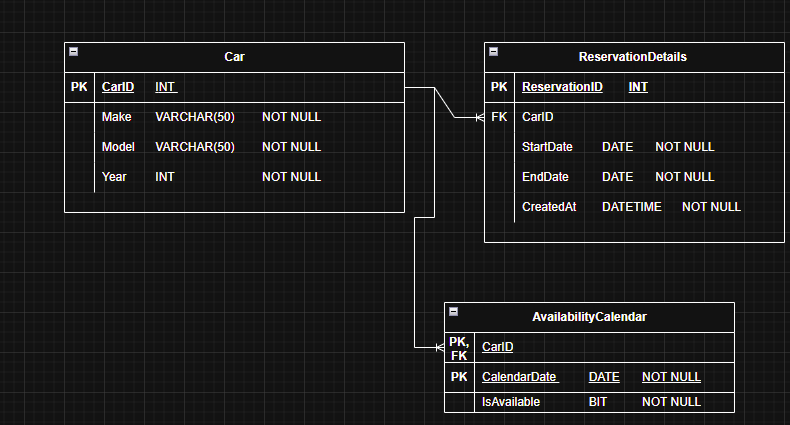 Car
PK CarID INT
Make VARCHAR(50) NOT NULL
Model VARCHAR(50) NOT NULL
Year INT NOT NULL
ReservationDetails
PK ReservationID INT
FK CarID
StartDate DATE NOT NULL
EndDate DATE NOT NULL
CreatedAt DATETIME NOT NULL
AvailabilityCalendar
PK, FK CarID
PK CalendarDate DATE NOT NULL
IsAvailable BIT NOT NULL